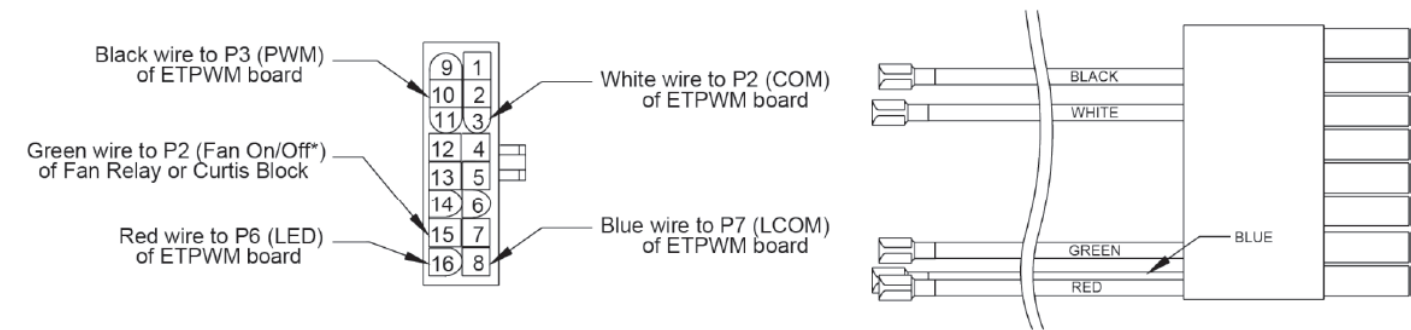 Black wire to P3 (PWM)
of ETPWM board
Green wire to P2 (Fan On/Off*)
of Fan Relay or Curtis Block
Red wire to P6 (LED)
of ETPWM board
9 1
10 2
11 3
12 4
13 5
14 6
15 7
16 8
White wire to P2 (COM)
of ETPWM board
Blue wire to P7 (LCOM)
of ETPWM board
BLACK
WHITE
GREEN
BLUE
RED